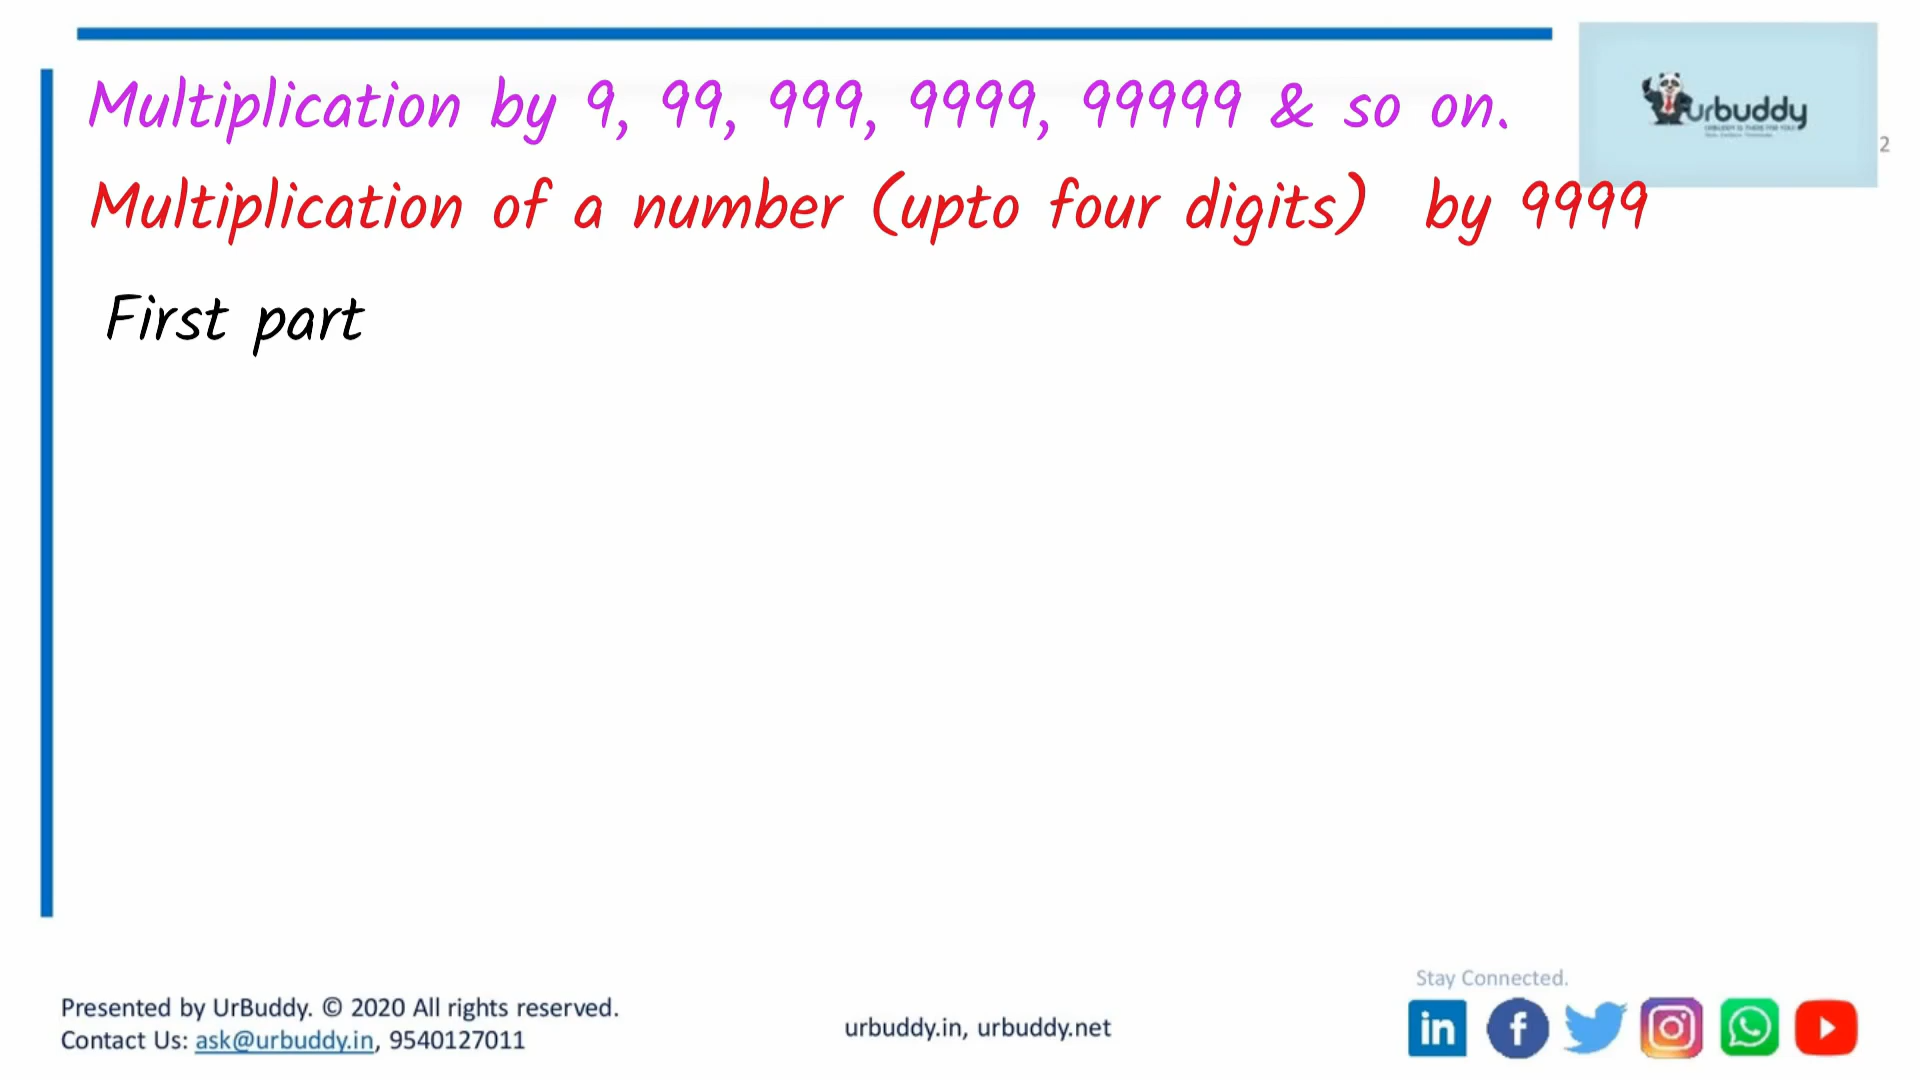 Multiplication by 9, 99, 999, 9999, 99999 & so on.
urbuddy
2
Multiplication of a number (upto four digits) by 9999
First part
Stay Connected.
Presented by UrBuddy. © 2020 All rights reserved.
Contact Us: ask@urbuddy.in, 9540127011
urbuddy.in, urbuddy.net